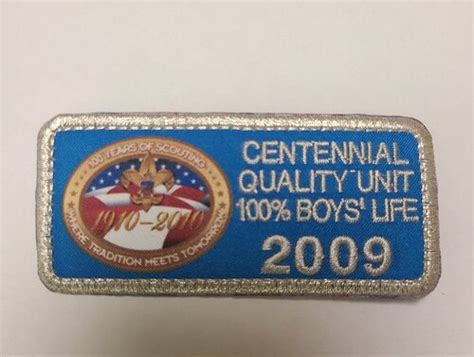 100 YEARS OF SCOUTING
1910-2010
WHERE TRADITION MEETS TOMORROW
CENTENNIAL
QUALITY UNIT
100% BOYS' LIFE
2009